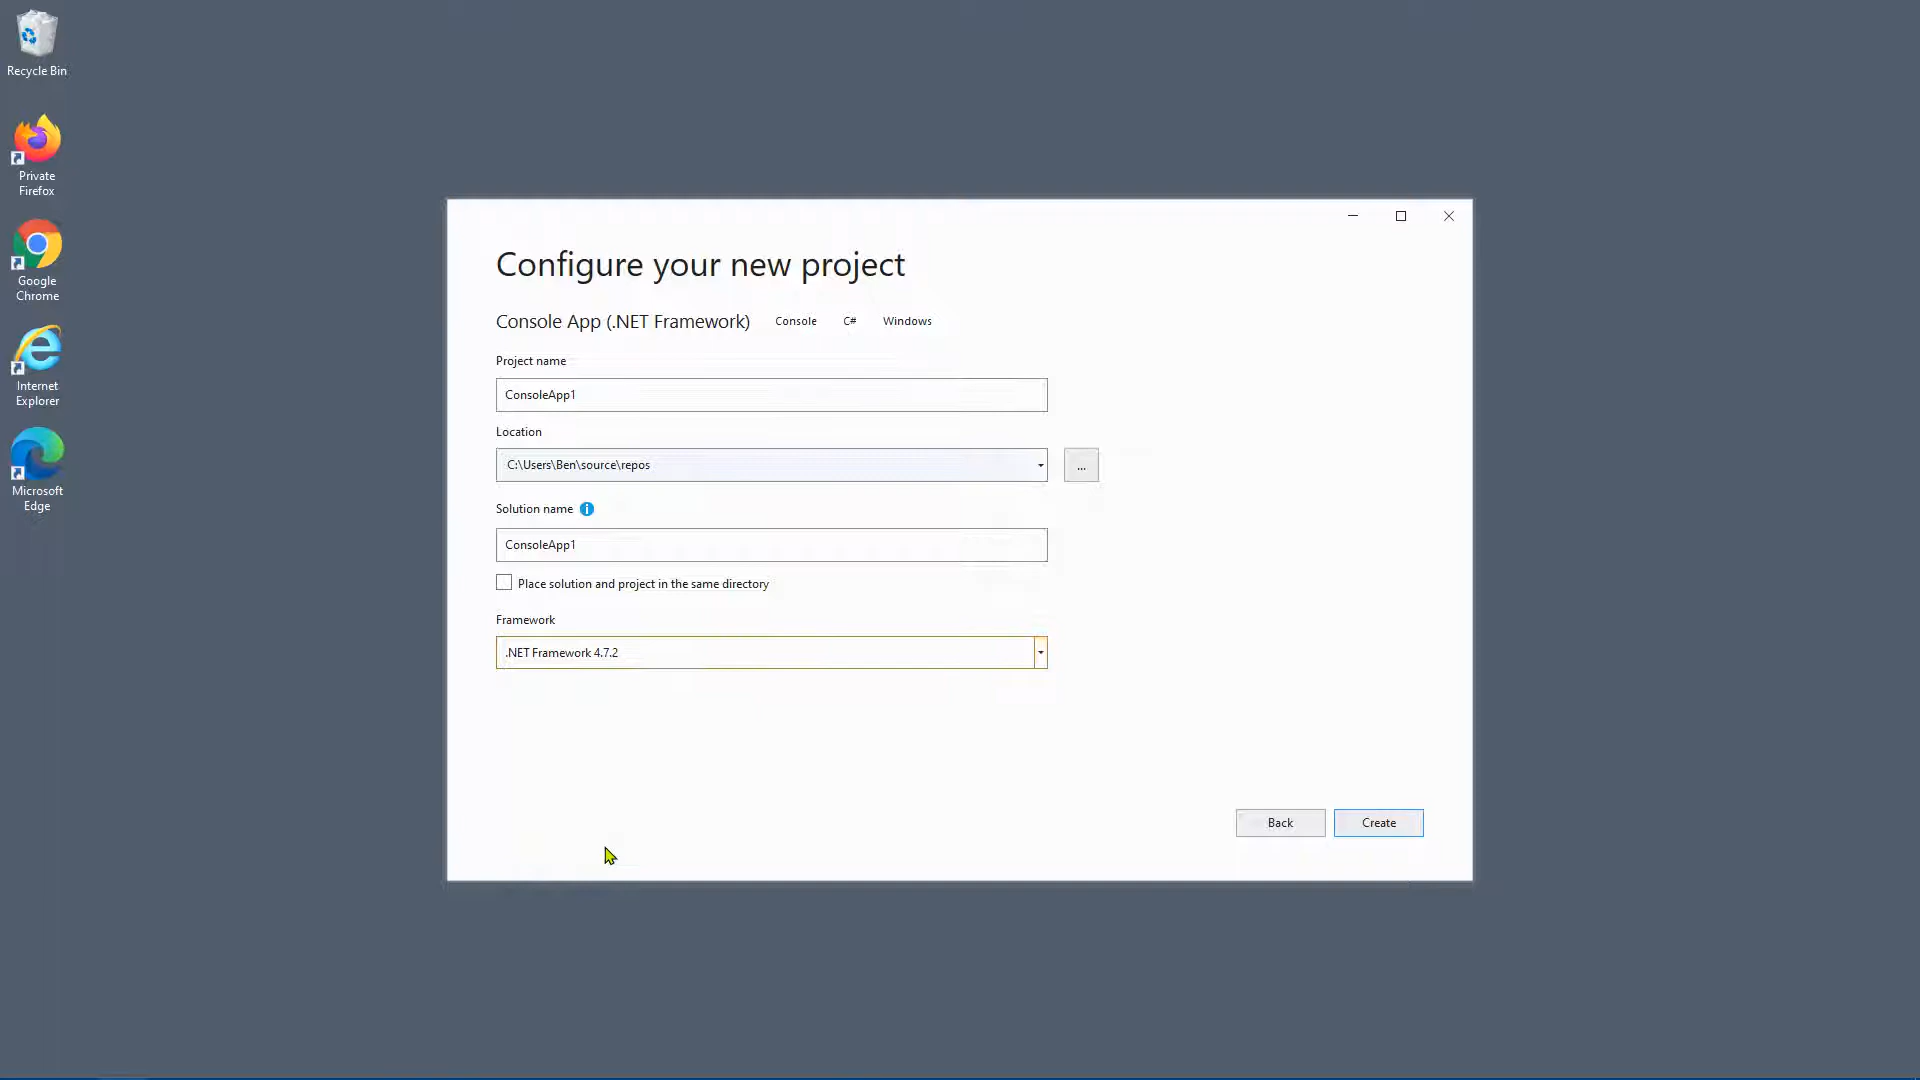 Recycle Bin
Private
Firefox
Google
Chrome
Internet
Explorer
Microsoft
Edge
Configure your new project
Console App (.NET Framework) Console C# Windows
Project name
ConsoleApp1
Location
C:\Users\Ben\source\repos
...
Solution name
ConsoleApp1
Place solution and project in the same directory
Framework
.NET Framework 4.7.2
Back Create